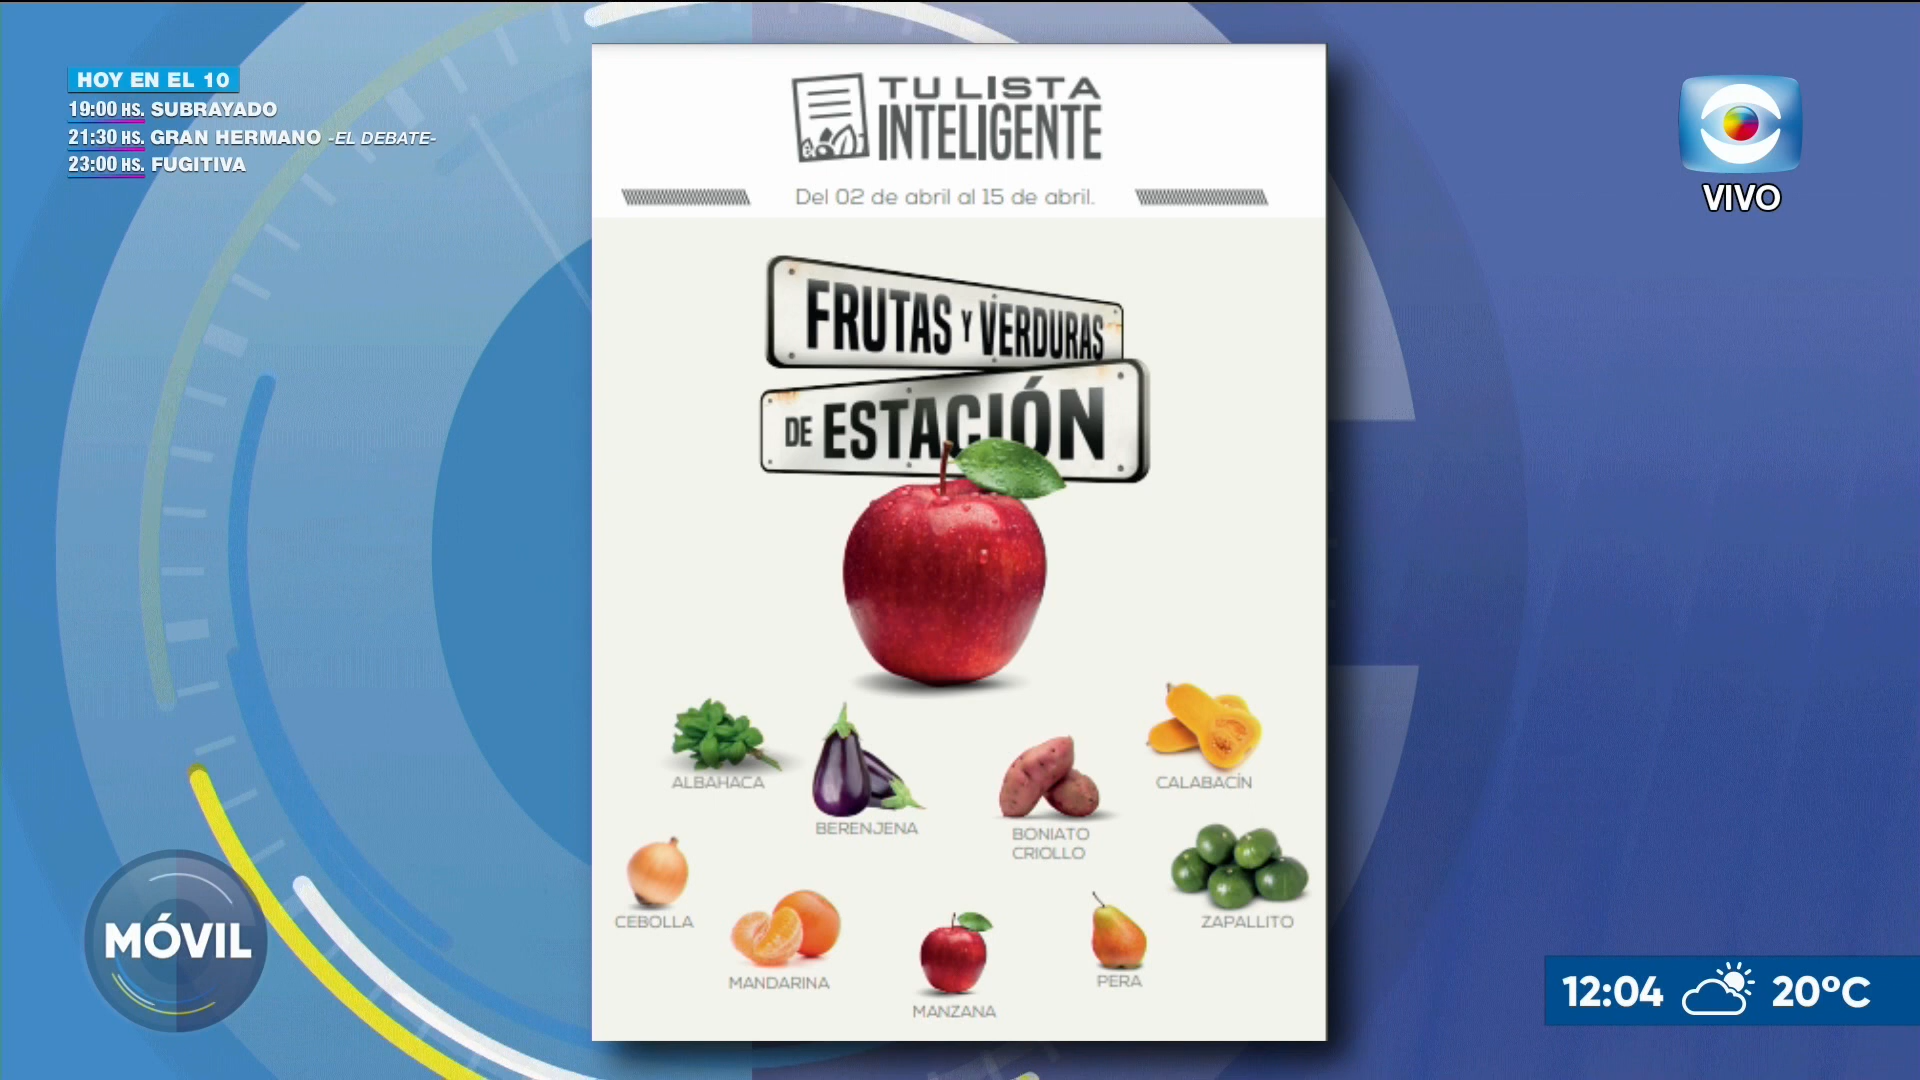 HOY EN EL 10
19:00 HS. SUBRAYADO
21:30 HS. GRAN HERMANO -EL DEBATE-
23:00 HS. FUGITIVA
VIVO
TU LISTA
INTELIGENTE
Del 02 de abril al 15 de abril.
FRUTAS Y VERDURAS
DE ESTACIÓN
ALBAHACA
BERENJENA
BONIATO
CRIOLLO
CALABACÍN
CEBOLLA
MANDARINA
MANZANA
PERA
ZAPALLITO
MÓVIL
12:04 20°C